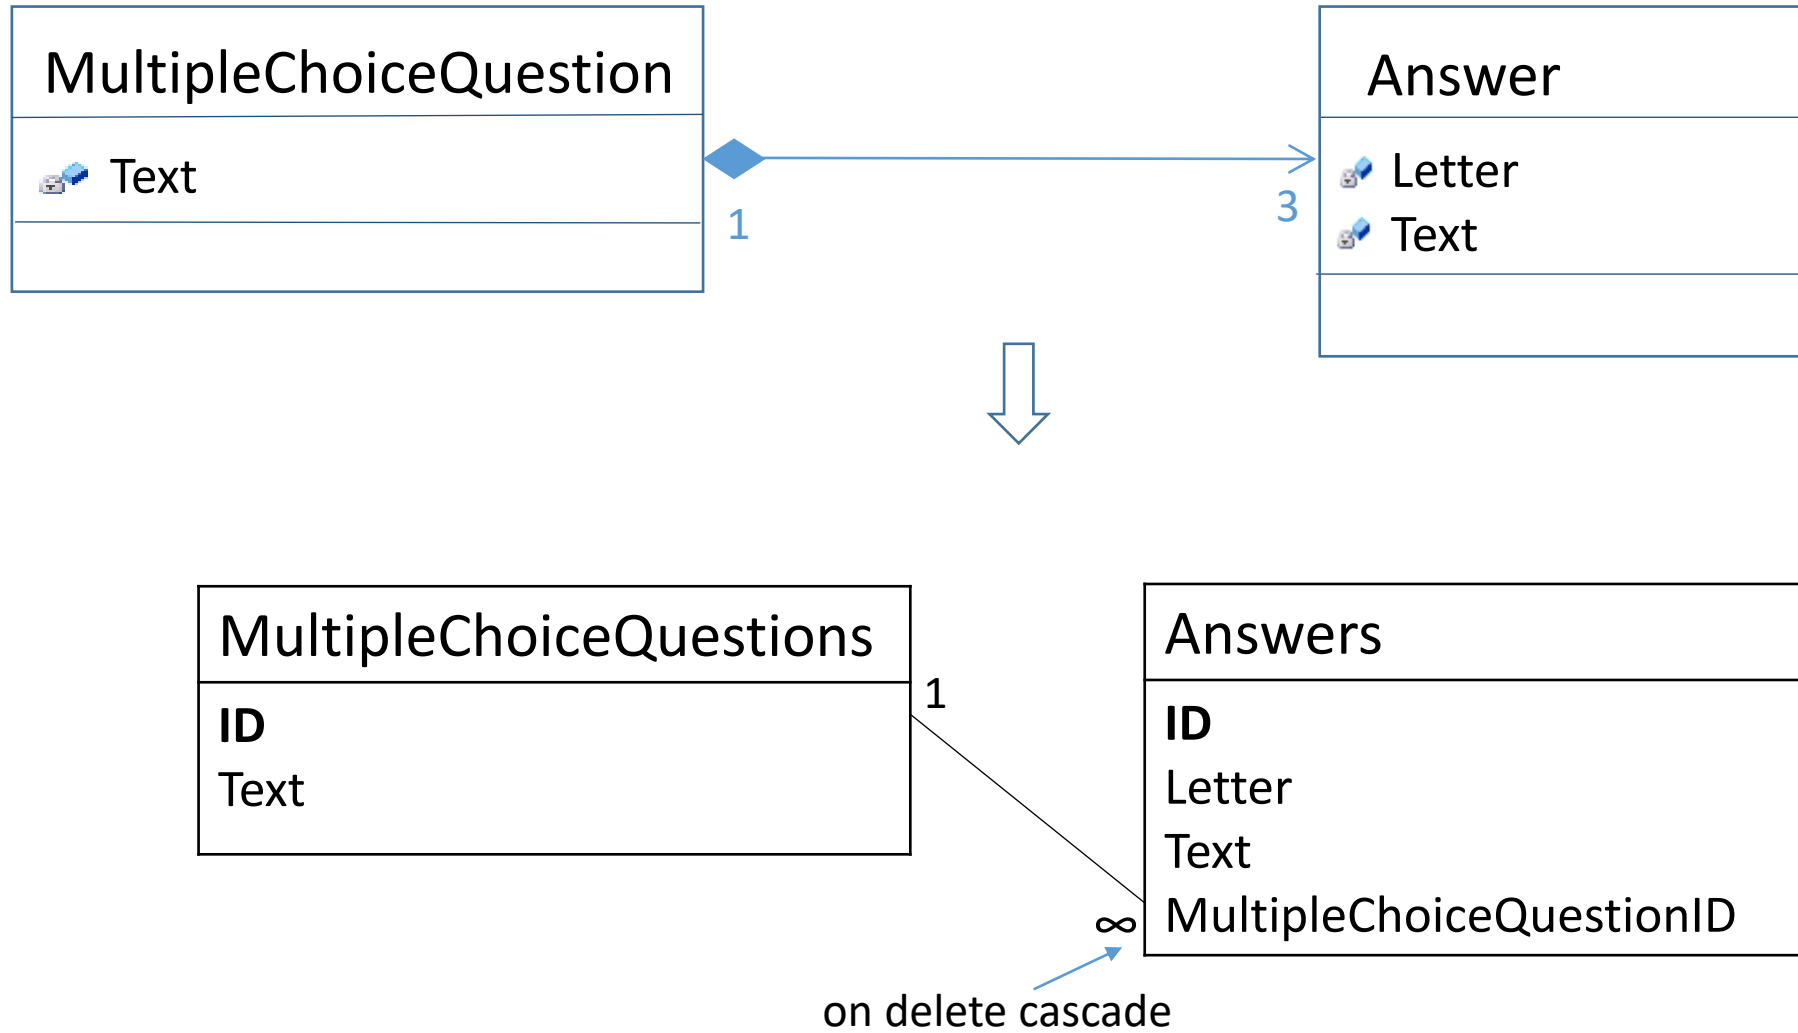 MultipleChoiceQuestion
Text
1
Answer
Letter
Text
3
MultipleChoiceQuestions
ID
Text
1
Answers
ID
Letter
Text
MultipleChoiceQuestionID
∞
on delete cascade